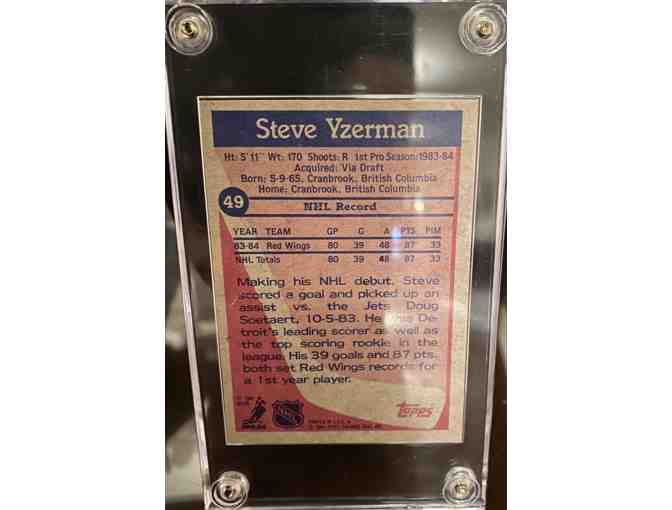 Steve Yzerman
Ht: 5'11" Wt: 170 Shoots: R 1st Pro Season: 1983-84
Acquired: Via Draft
Born: 5-9-65, Cranbrook, British Columbia
Home: Cranbrook, British Columbia
49
NHL Record
YEAR TEAM GP G A PTS PIM
83-84 Red Wings 80 39 48 87 33
NHL Totals 80 39 48 87 33
Making his NHL debut, Steve
scored a goal and picked up an
assist vs. the Jets Doug
Soetaert, 10-5-83. He was De-
troit's leading scorer as well as
the top scoring rookie in the
league. His 39 goals and 87 pts.
both set Red Wings records for
a 1st year player.
NHLPA
NHL
topps